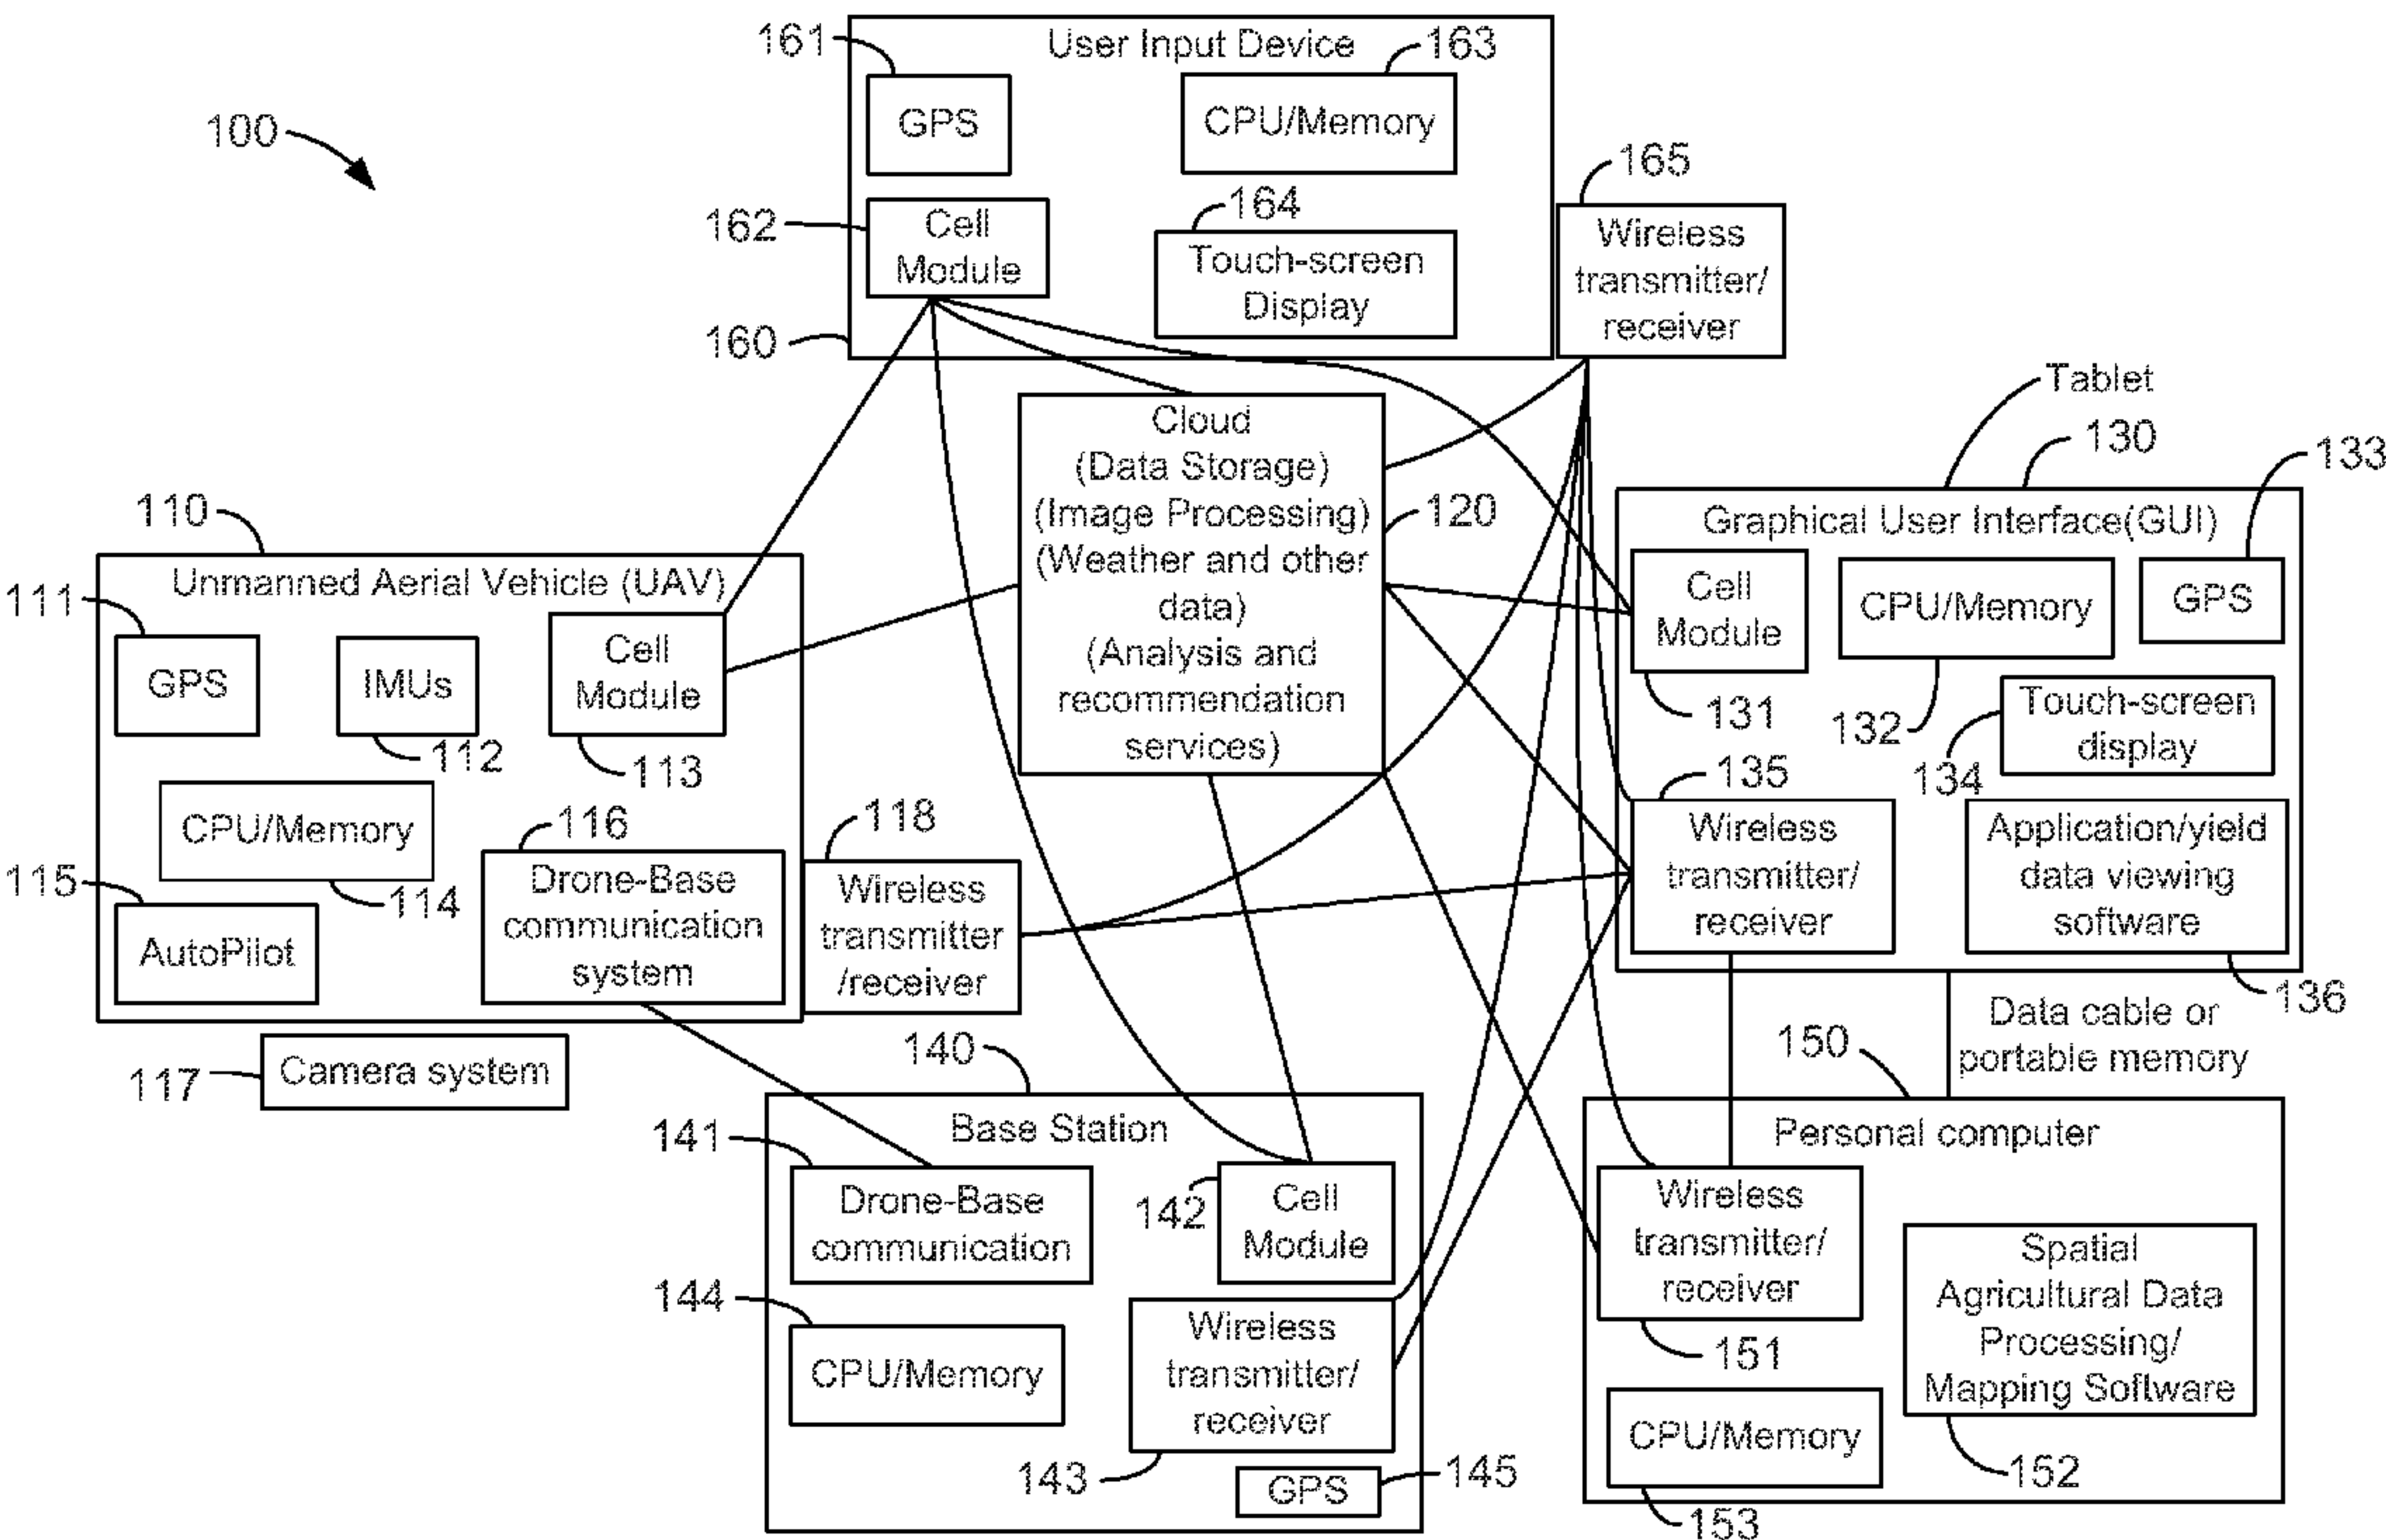 100
User Input Device
161
GPS
163
CPU/Memory
162
Cell
Module
164
Touch-screen
Display
160
165
Wireless
transmitter/
receiver
Cloud
(Data Storage)
(Image Processing)
(Weather and other
data)
(Analysis and
recommendation
services)
120
110
Unmanned Aerial Vehicle (UAV)
111
GPS
IMUs
112
Cell
Module
113
CPU/Memory
114
115
AutoPilot
116
Drone-Base
communication
system
118
Wireless
transmitter
/receiver
117
Camera system
Tablet
130
133
Graphical User Interface(GUI)
Cell
Module
131
CPU/Memory
132
GPS
Touch-screen
display
134
135
Wireless
transmitter/
receiver
Application/yield
data viewing
software
136
Data cable or
portable memory
140
Base Station
141
Drone-Base
communication
142
Cell
Module
144
CPU/Memory
Wireless
transmitter/
receiver
143
GPS
145
150
Personal computer
Wireless
transmitter/
receiver
151
Spatial
Agricultural Data
Processing/
Mapping Software
152
CPU/Memory
153